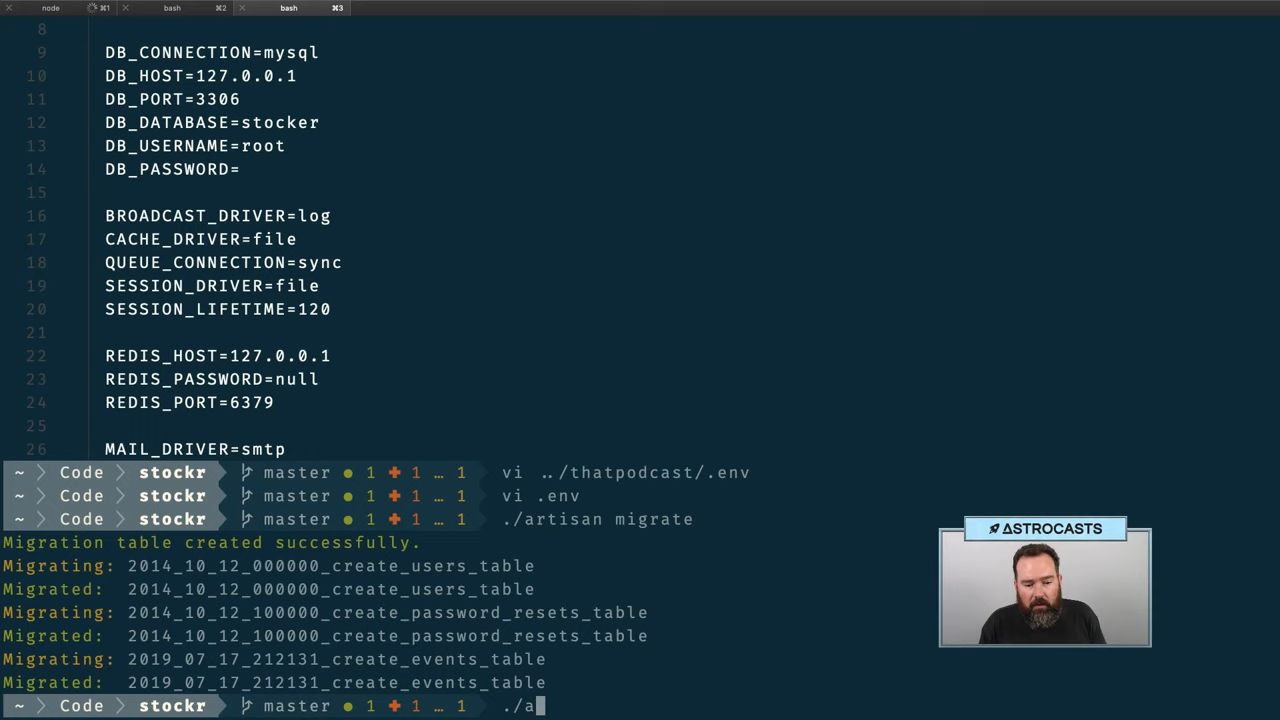 node ⌘1 bash ⌘2 bash ⌘3
8
9 DB_CONNECTION=mysql
10 DB_HOST=127.0.0.1
11 DB_PORT=3306
12 DB_DATABASE=stocker
13 DB_USERNAME=root
14 DB_PASSWORD=
15
16 BROADCAST_DRIVER=log
17 CACHE_DRIVER=file
18 QUEUE_CONNECTION=sync
19 SESSION_DRIVER=file
20 SESSION_LIFETIME=120
21
22 REDIS_HOST=127.0.0.1
23 REDIS_PASSWORD=null
24 REDIS_PORT=6379
25
26 MAIL_DRIVER=smtp
~ Code stockr master ● 1 ✚ 1 … 1 vi ../thatpodcast/.env
~ Code stockr master ● 1 ✚ 1 … 1 vi .env
~ Code stockr master ● 1 ✚ 1 … 1 ./artisan migrate
Migration table created successfully.
Migrating: 2014_10_12_000000_create_users_table
Migrated: 2014_10_12_000000_create_users_table
Migrating: 2014_10_12_100000_create_password_resets_table
Migrated: 2014_10_12_100000_create_password_resets_table
Migrating: 2019_07_17_212131_create_events_table
Migrated: 2019_07_17_212131_create_events_table
~ Code stockr master ● 1 ✚ 1 … 1 ./a
ASTROCASTS